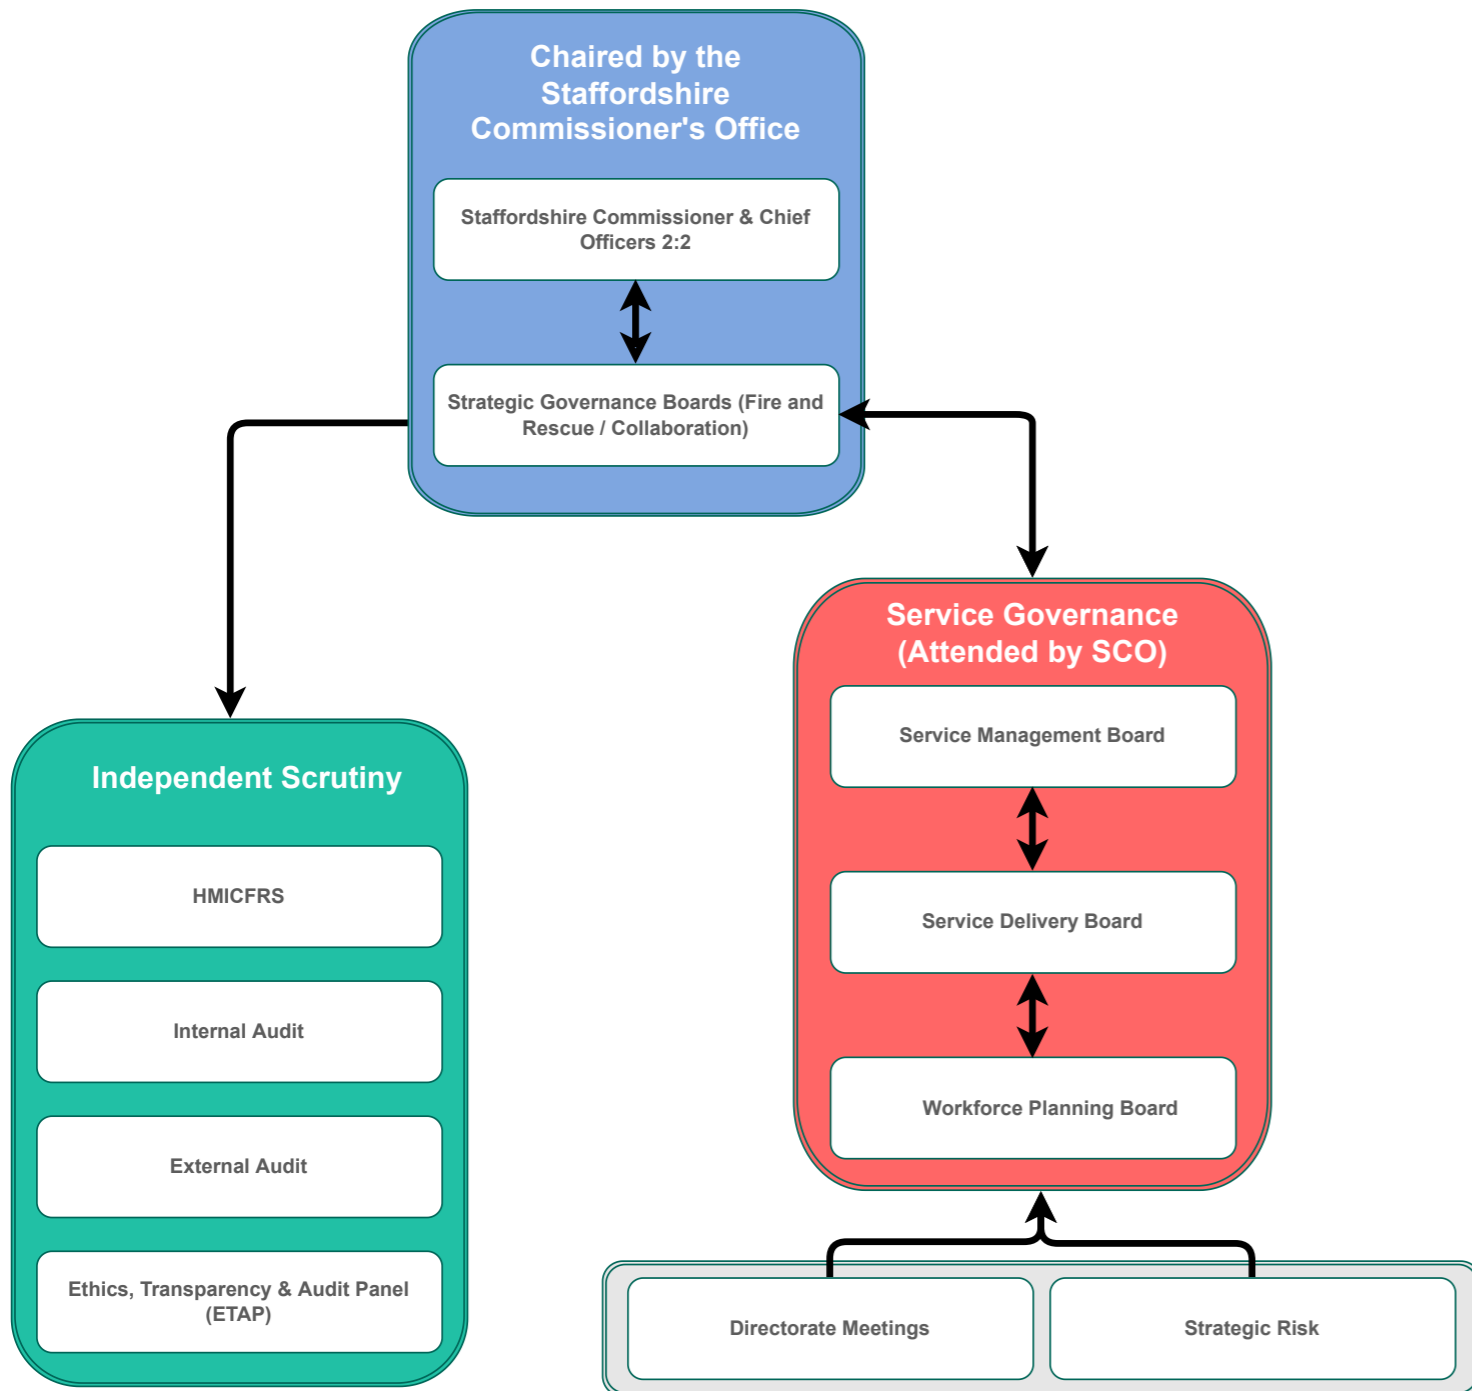 Chaired by the
Staffordshire
Commissioner's Office
Staffordshire Commissioner & Chief
Officers 2:2
Strategic Governance Boards (Fire and
Rescue / Collaboration)
Service Governance
(Attended by SCO)
Service Management Board
Service Delivery Board
Workforce Planning Board
Independent Scrutiny
HMICFRS
Internal Audit
External Audit
Ethics, Transparency & Audit Panel
(ETAP)
Directorate Meetings
Strategic Risk